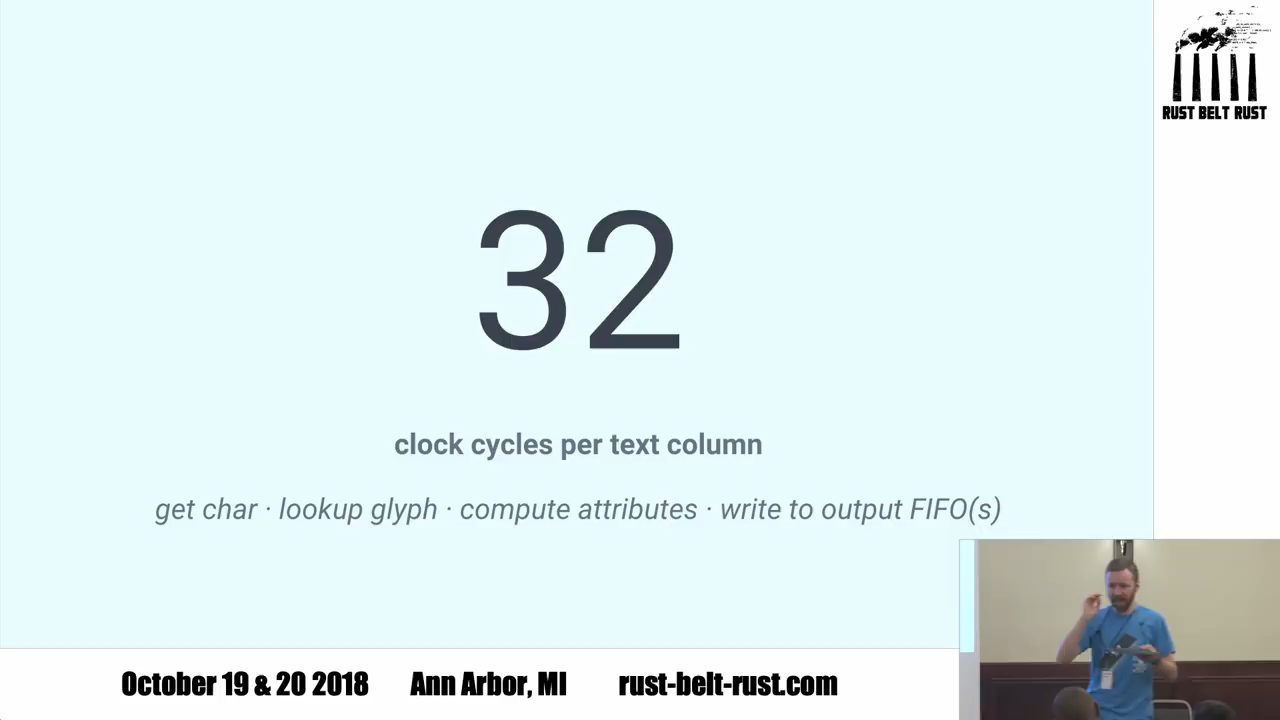 32
clock cycles per text column
get char · lookup glyph · compute attributes · write to output FIFO(s)
RUST BELT RUST
October 19 & 20 2018 Ann Arbor, MI rust-belt-rust.com